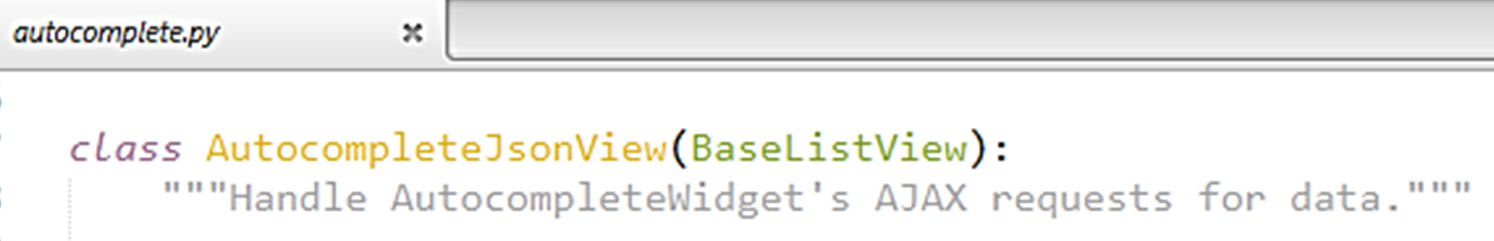 autocomplete.py
class AutocompleteJsonView(BaseListView):
"""Handle AutocompleteWidget's AJAX requests for data."""